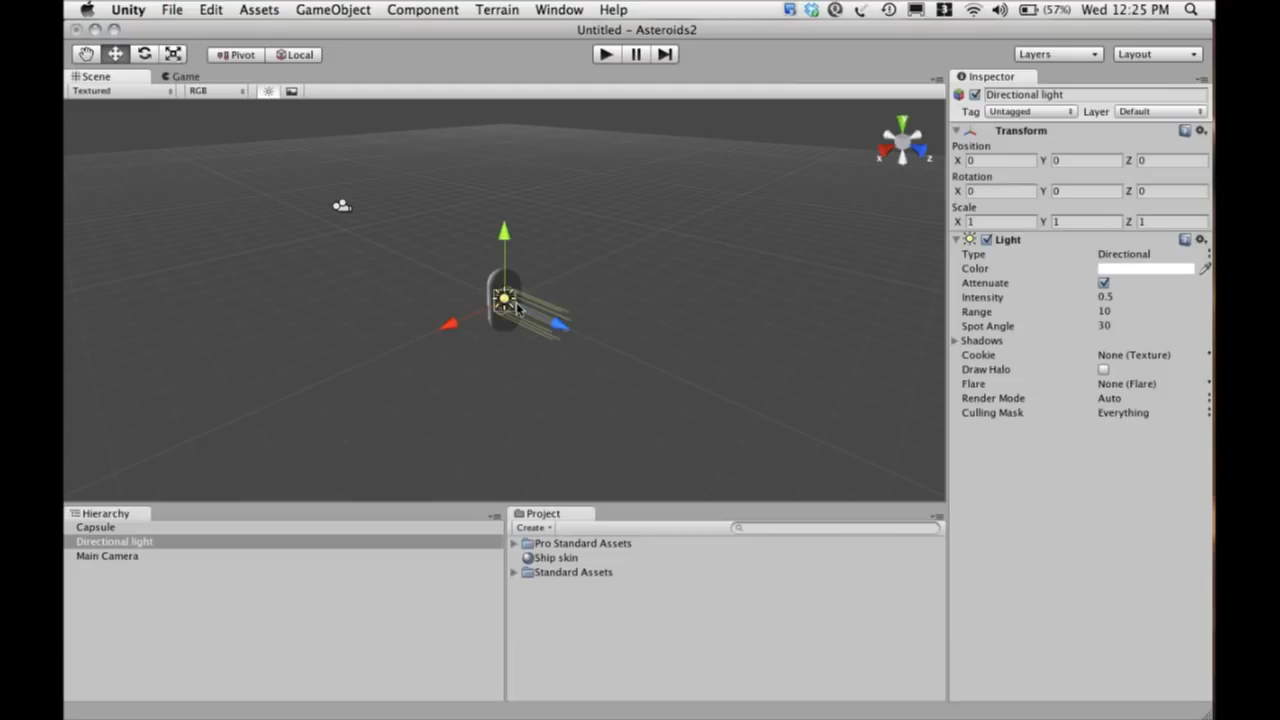 Unity File Edit Assets GameObject Component Terrain Window Help (57%) Wed 12:25 PM
Untitled – Asteroids2
Pivot Local Layers Layout
Scene Game
Textured RGB
Inspector
Directional light
Tag Untagged Layer Default
Transform
Position
X 0 Y 0 Z 0
Rotation
X 0 Y 0 Z 0
Scale
X 1 Y 1 Z 1
Light
Type Directional
Color
Attenuate
Intensity 0.5
Range 10
Spot Angle 30
Shadows
Cookie None (Texture)
Draw Halo
Flare None (Flare)
Render Mode Auto
Culling Mask Everything
x z
Hierarchy
Capsule
Directional light
Main Camera
Project
Create
Pro Standard Assets
Ship skin
Standard Assets